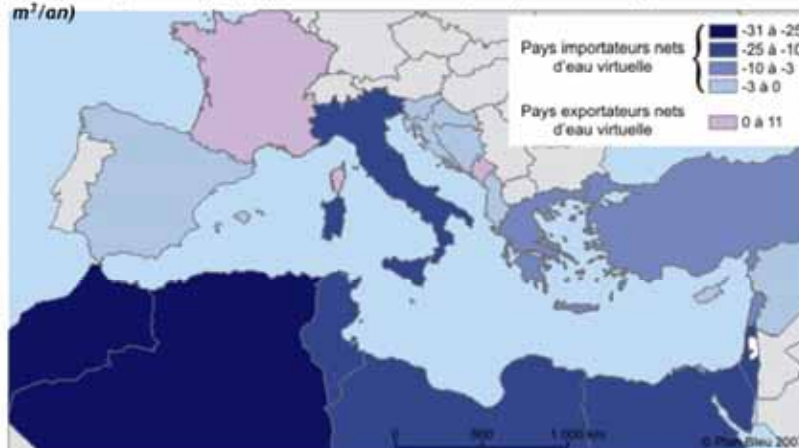 m³/an)
Pays importateurs nets
d'eau virtuelle
-31 à -25
-25 à -10
-10 à -3
-3 à 0
Pays exportateurs nets
d'eau virtuelle
0 à 11
0 500 1 000 km
© Plan Bleu